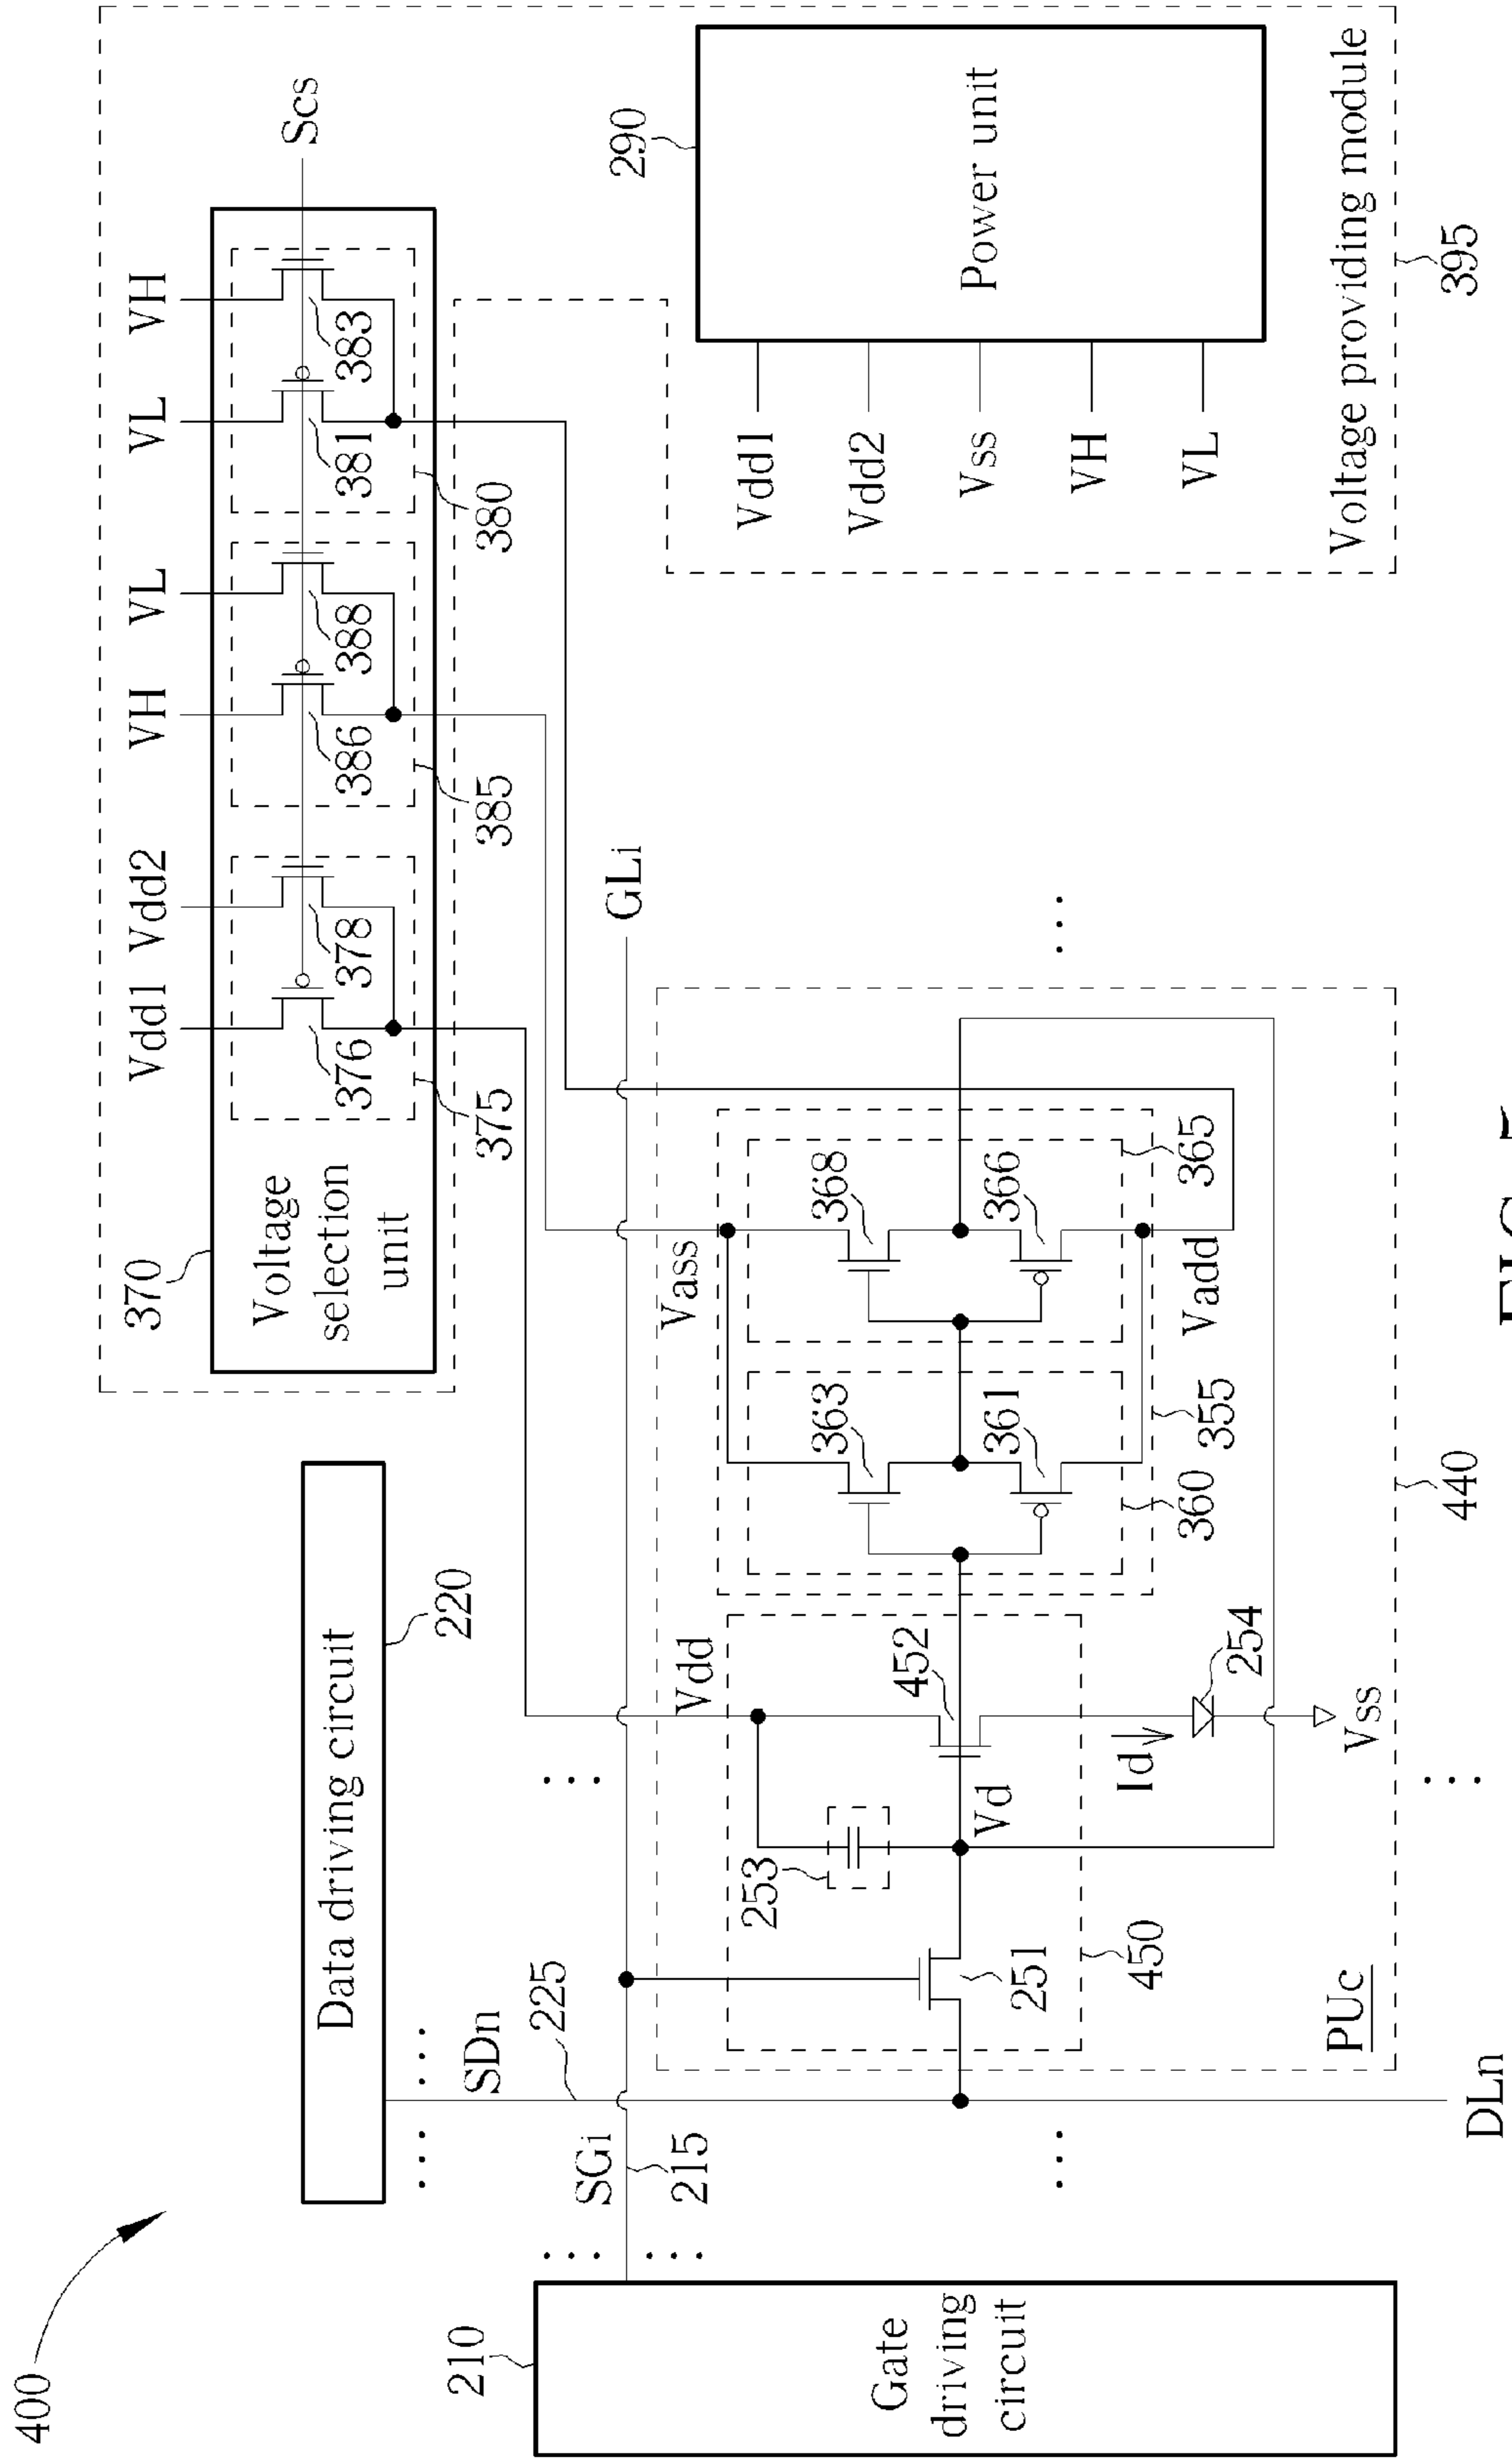 400
370
Voltage
selection
unit
Vdd1
Vdd2
VH
VL
VL
VH
Scs
376
378
386
388
381
383
375
385
380
290
Power unit
Vdd1
Vdd2
Vss
VH
VL
Voltage providing module
395
Data driving circuit
220
SDn
225
GLi
SGi
215
210
Gate
driving
circuit
Vdd
Vass
253
452
363
368
Vd
361
366
251
450
Id
254
360
355
Vadd
365
PUc
Vss
440
DLn